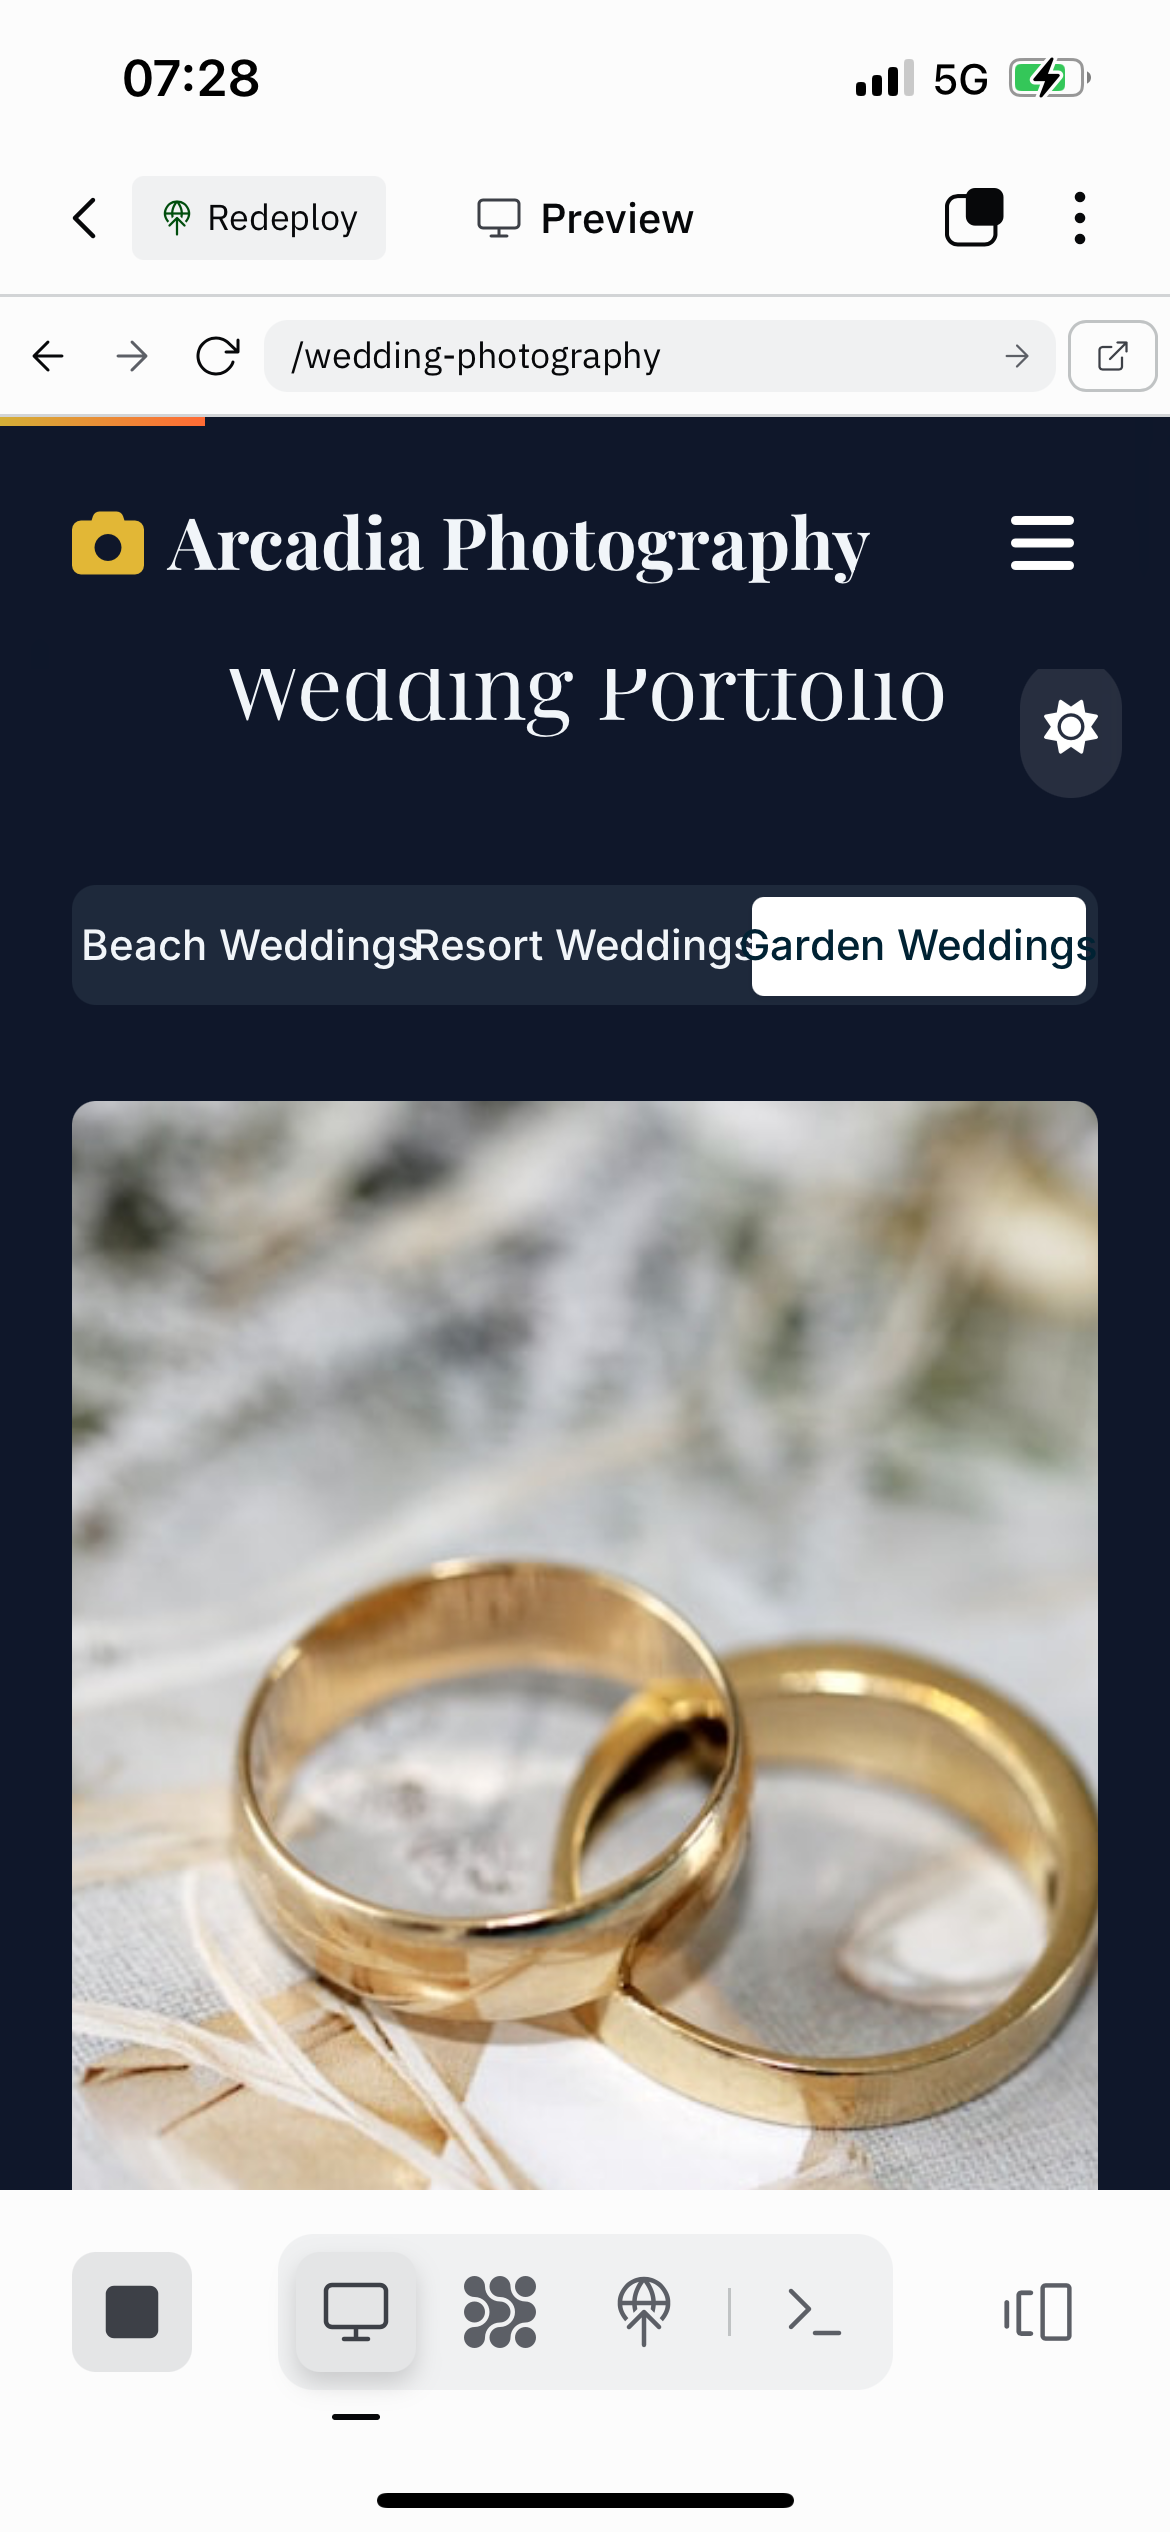 07:28
5G
Redeploy
Preview
/wedding-photography
Arcadia Photography
Wedding Portfolio
Beach Weddings
Resort Weddings
Garden Weddings